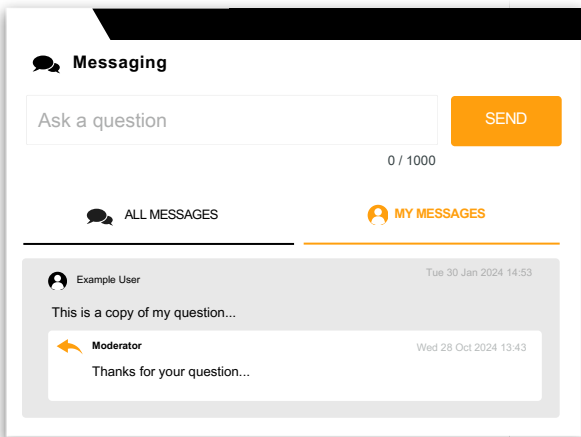 Messaging
Ask a question
SEND
0 / 1000
ALL MESSAGES
MY MESSAGES
Example User
Tue 30 Jan 2024 14:53
This is a copy of my question...
Moderator
Wed 28 Oct 2024 13:43
Thanks for your question...